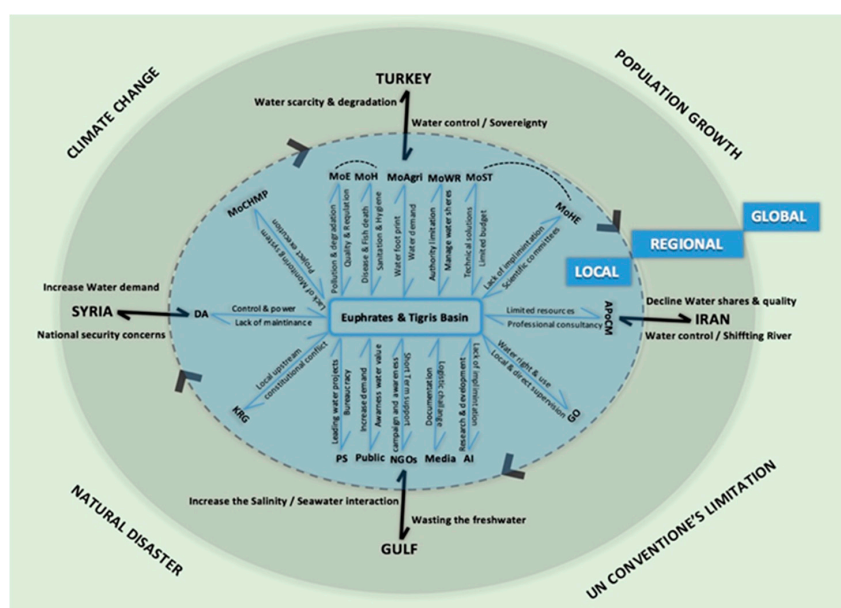 CLIMATE CHANGE
POPULATION GROWTH
TURKEY
Water scarcity & degradation
Water control / Sovereignty
GLOBAL
REGIONAL
LOCAL
MoE
MoH
MoAgri
MoWR
MoST
MoHE
MoCHMP
Project execution
Lack of Monitoring system
Pollution & degradation
Quality & Requlation
Disease & Fish death
Sanitation & Hygiene
Water foot print
Water demand
Authority limitation
Manage water sheres
Technical solutions
Limited budget
Lack of implimintation
Scientific committees
Increase Water demand
SYRIA
National security concerns
DA
Control & power
Lack of maintinance
Euphrates & Tigris Basin
Limited resources
Professional consultancy
APoCM
Decline Water shares & quality
IRAN
Water control / Shiffting River
Local upstream
constitutional conflict
KRG
Leading water projects
Bureaucracy
Increase demand
Awarness water value
campaign and awareness
Short Term support
Documentation
Logistic challange
Research & development
Lack of implimintation
Water right & use
Local & direct supervision
GO
PS
Public
NGOs
Media
AI
Increase the Salinity / Seawater interaction
Wasting the freshwater
GULF
NATURAL DISASTER
UN CONVENTIONE'S LIMITATION